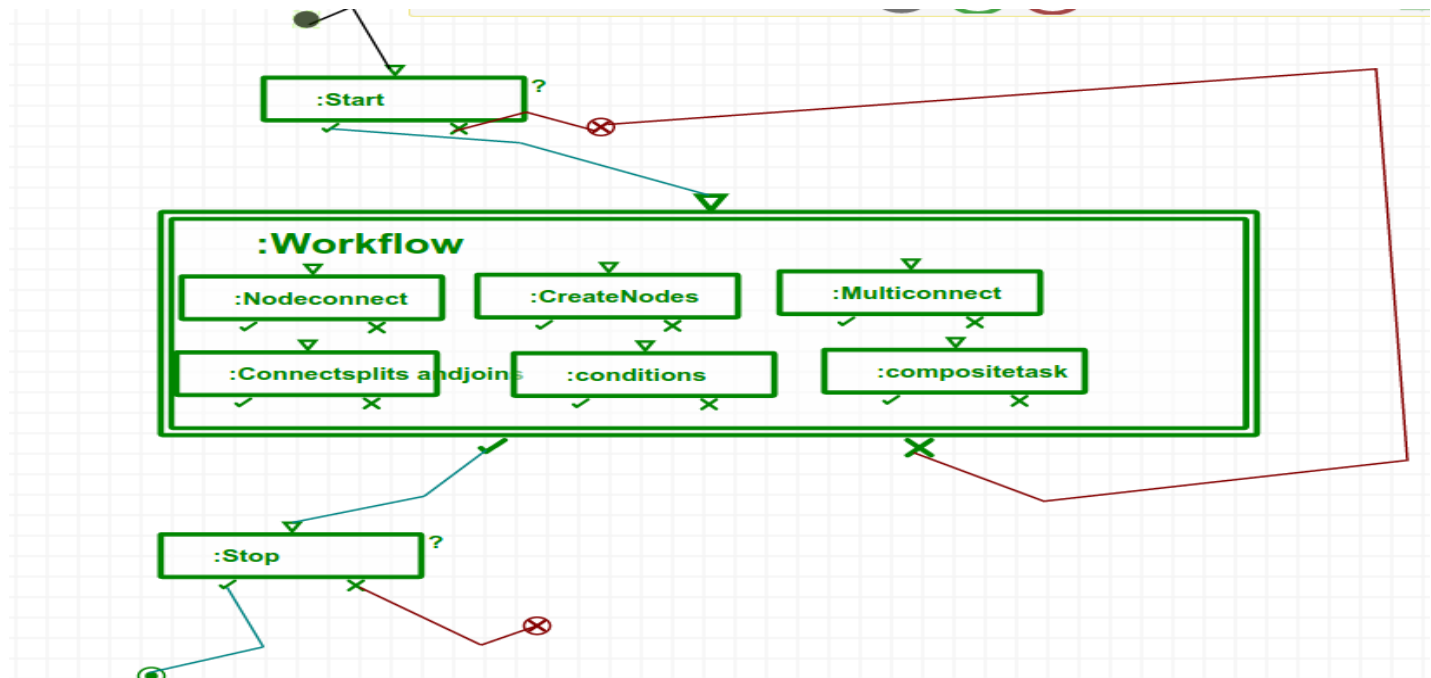 :Start
?
:Workflow
:Nodeconnect
:CreateNodes
:Multiconnect
:Connectsplits andjoins
:conditions
:compositetask
:Stop
?